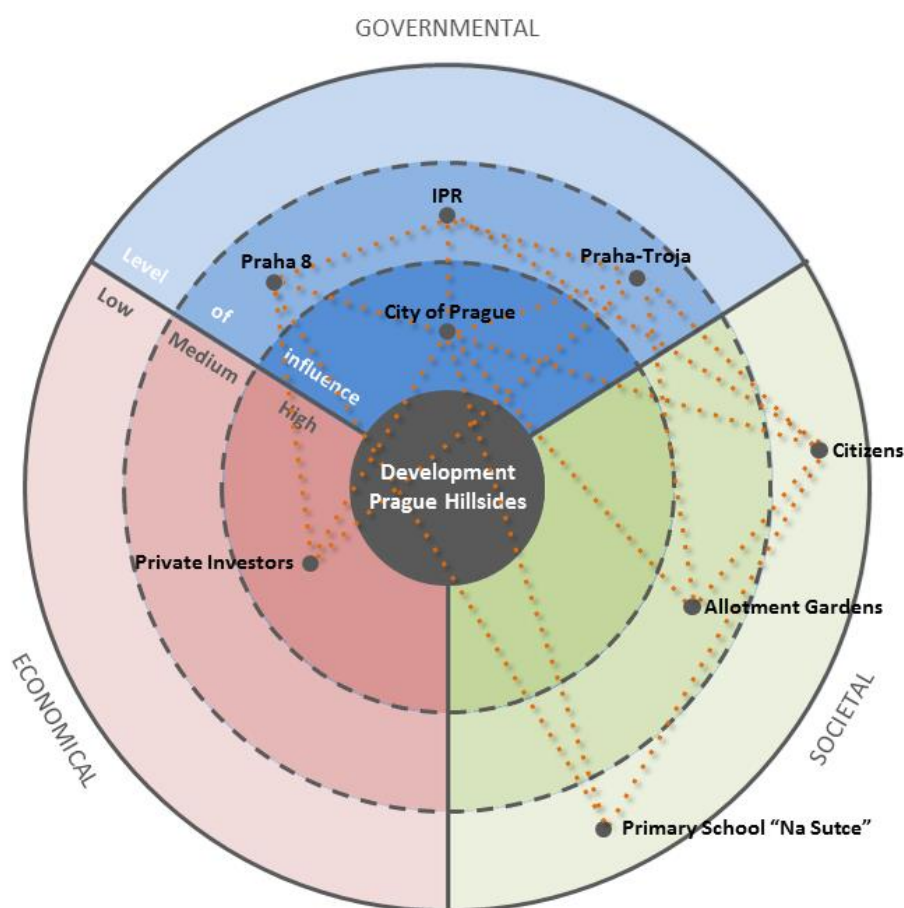 GOVERNMENTAL
IPR
Praha-Troja
Praha 8
Level
of
influence
City of Prague
Low
Medium
High
Development
Prague Hillsides
Citizens
Private Investors
Allotment Gardens
ECONOMICAL
SOCIETAL
Primary School “Na Sutce”